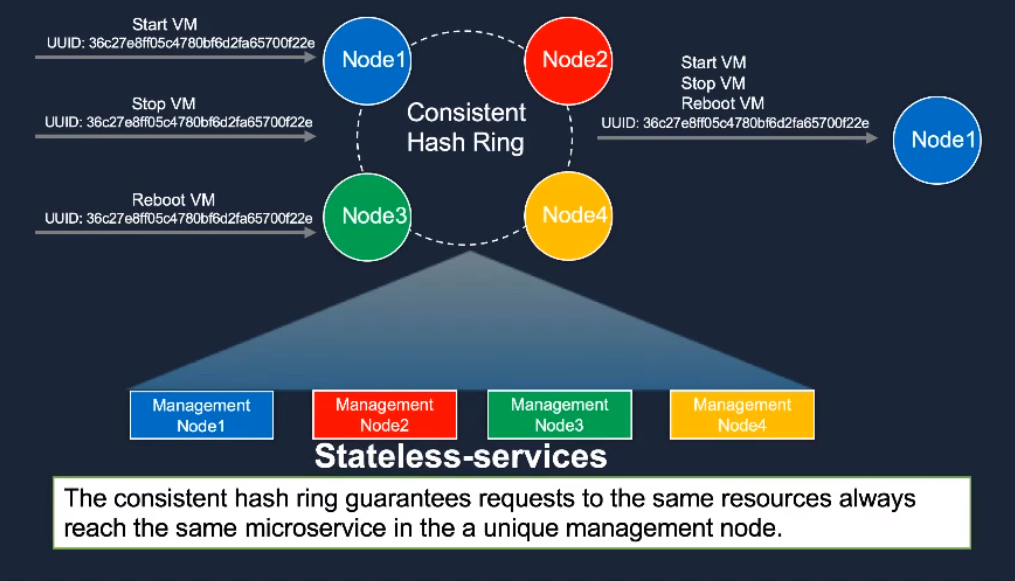 Start VM
UUID: 36c27e8ff05c4780bf6d2fa65700f22e
Stop VM
UUID: 36c27e8ff05c4780bf6d2fa65700f22e
Reboot VM
UUID: 36c27e8ff05c4780bf6d2fa65700f22e
Node1
Node2
Consistent
Hash Ring
Node3
Node4
Start VM
Stop VM
Reboot VM
UUID: 36c27e8ff05c4780bf6d2fa65700f22e
Node1
Management
Node1
Management
Node2
Management
Node3
Management
Node4
Stateless-services
The consistent hash ring guarantees requests to the same resources always
reach the same microservice in the a unique management node.